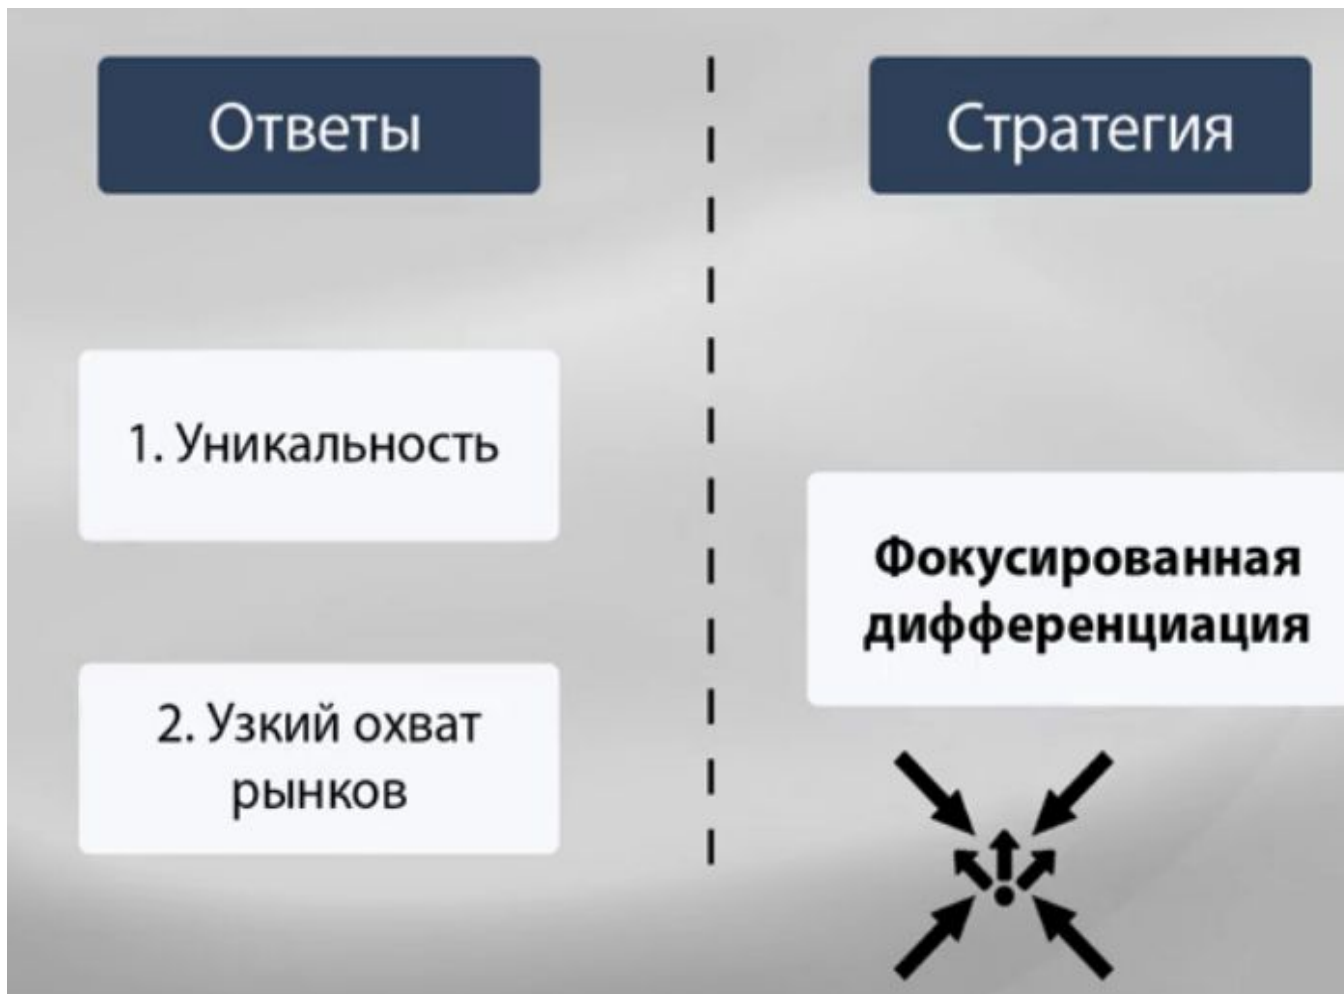 Ответы
Стратегия
1. Уникальность
2. Узкий охват
рынков
Фокусированная
дифференциация